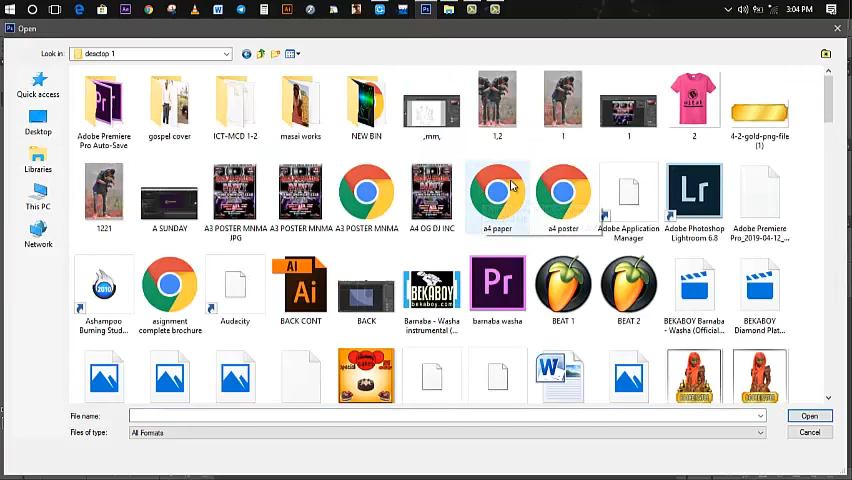 3:04 PM
Open
Look in:
desctop 1
Quick access
Desktop
Libraries
This PC
Network
Adobe Premiere
Pro Auto-Save
gospel cover
ICT-MCD 1-2
masai works
NEW BIN
,mm,
1,2
1
1
2
4-2-gold-png-file
(1)
1221
A SUNDAY
A3 POSTER MNMA
JPG
A3 POSTER MNMA
A3 POSTER MNMA
A4 OG DJ INC
a4 paper
a4 poster
Adobe Application
Manager
Adobe Photoshop
Lightroom 6.8
Adobe Premiere
Pro_2019-04-12_...
Ashampoo
Burning Stud...
asignment
complete brochure
Audacity
BACK CONT
BACK
Barnaba - Washa
instrumental (...
barnaba washa
BEAT 1
BEAT 2
BEKABOY Barnaba
- Washa (Official...
BEKABOY
Diamond Plat...
File name:
Open
Files of type:
All Formats
Cancel